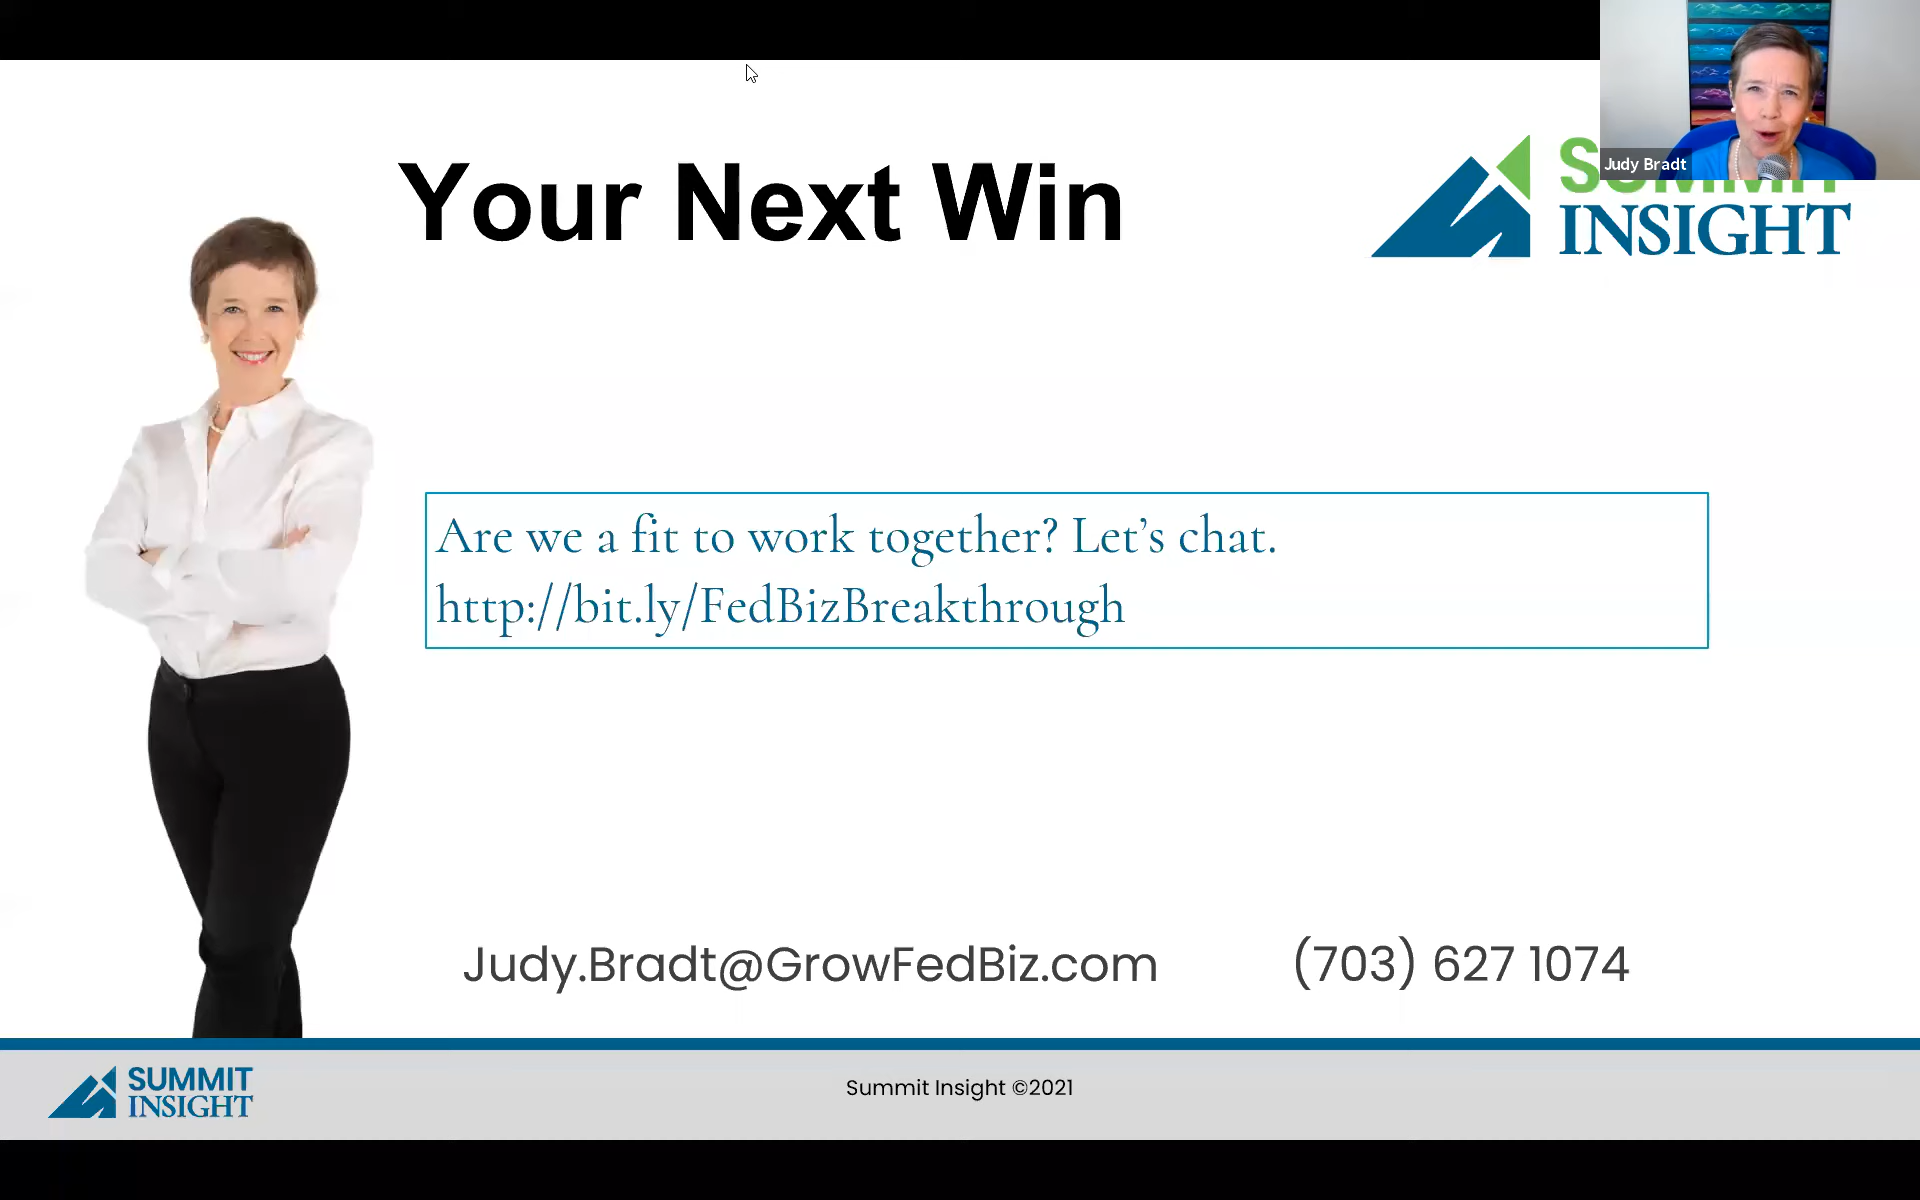 Judy Bradt
Your Next Win
INSIGHT
Are we a fit to work together? Let’s chat.
http://bit.ly/FedBizBreakthrough
Judy.Bradt@GrowFedBiz.com
(703) 627 1074
SUMMIT
INSIGHT
Summit Insight ©2021